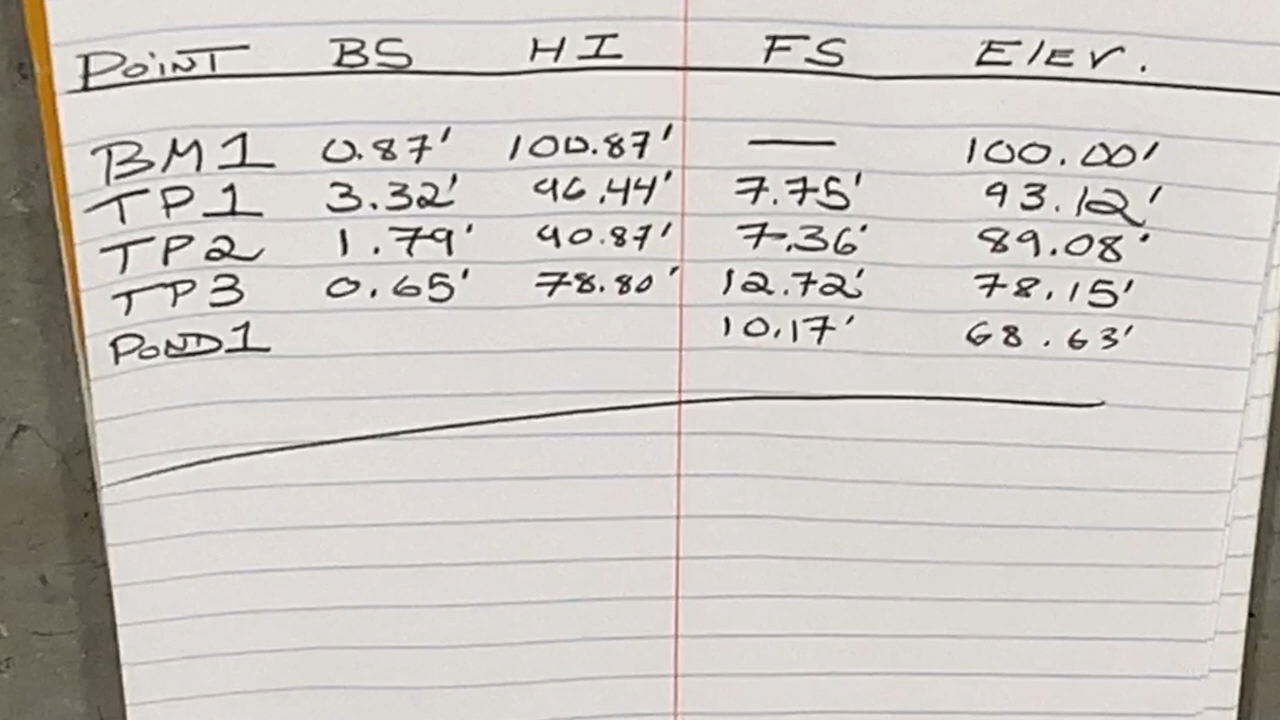 POINT BS HI FS Elev.
BM1 0.87' 100.87' — 100.00'
TP1 3.32' 96.44' 7.75' 93.12'
TP2 1.79' 90.87' 7.36' 89.08'
TP3 0.65' 78.80' 12.72' 78.15'
POND1 10.17' 68.63'